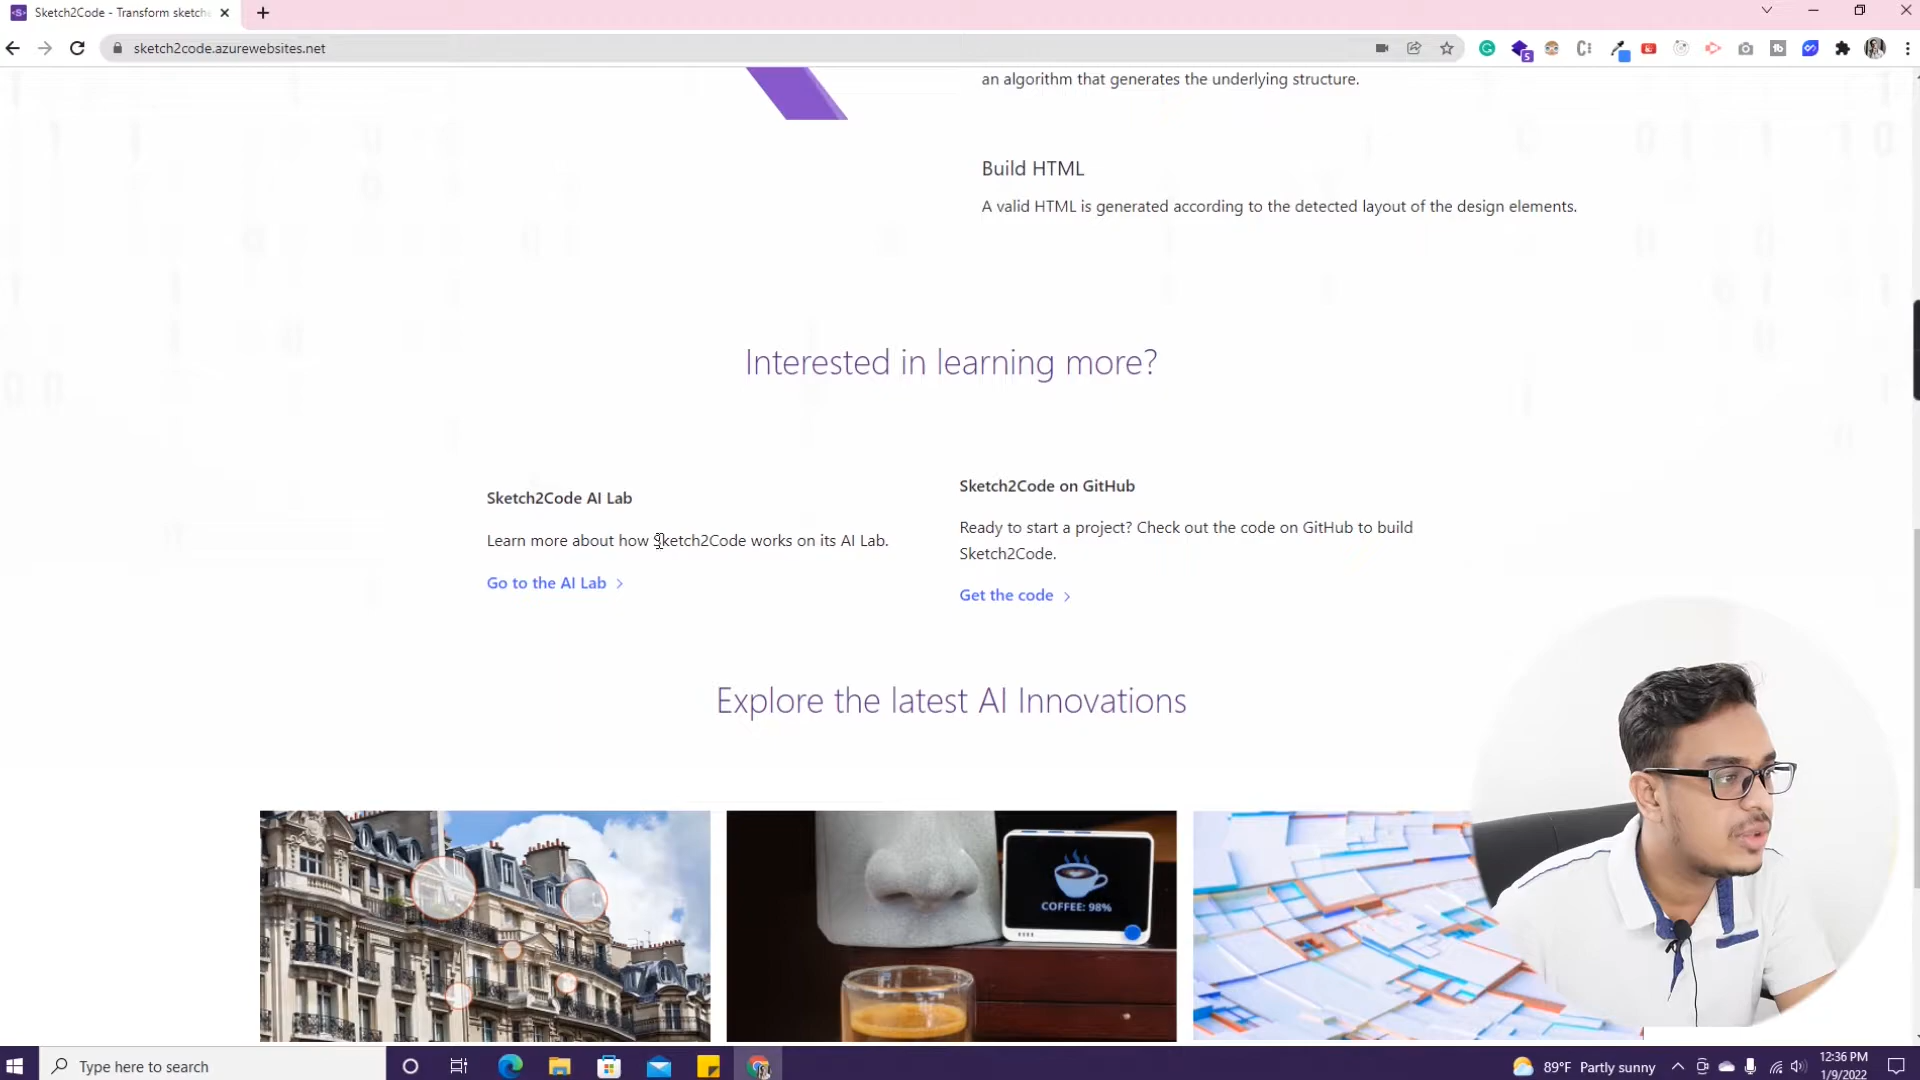 Sketch2Code - Transform sketch
sketch2code.azurewebsites.net
an algorithm that generates the underlying structure.
Build HTML
A valid HTML is generated according to the detected layout of the design elements.
Interested in learning more?
Sketch2Code AI Lab
Learn more about how Sketch2Code works on its AI Lab.
Go to the AI Lab
Sketch2Code on GitHub
Ready to start a project? Check out the code on GitHub to build
Sketch2Code.
Get the code
Explore the latest AI Innovations
COFFEE: 98%
Type here to search
89°F Partly sunny
12:36 PM
1/9/2022